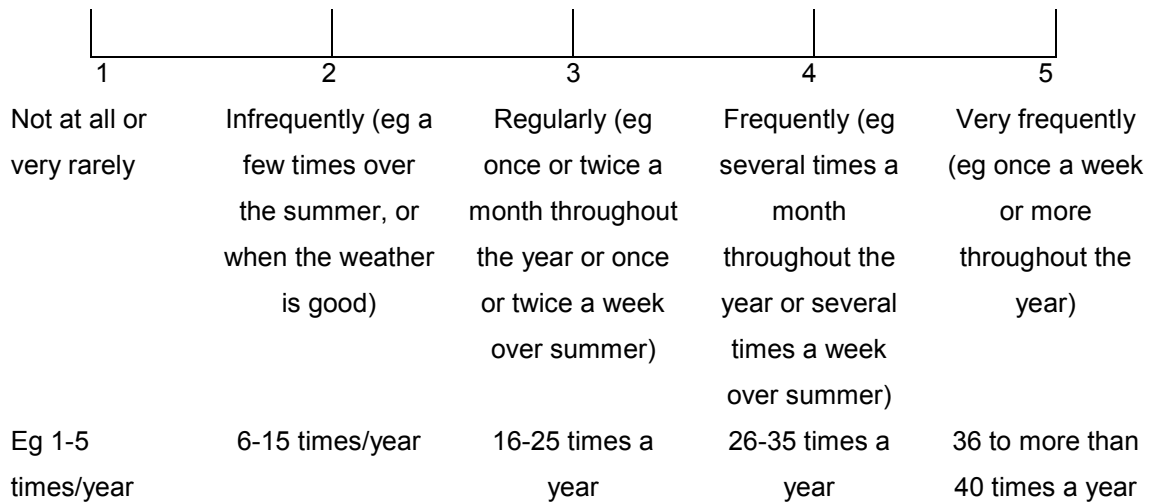 1
2
3
4
5
Not at all or
very rarely
Infrequently (eg a
few times over
the summer, or
when the weather
is good)
Regularly (eg
once or twice a
month throughout
the year or once
or twice a week
over summer)
Frequently (eg
several times a
month
throughout the
year or several
times a week
over summer)
Very frequently
(eg once a week
or more
throughout the
year)
Eg 1-5
times/year
6-15 times/year
16-25 times a
year
26-35 times a
year
36 to more than
40 times a year